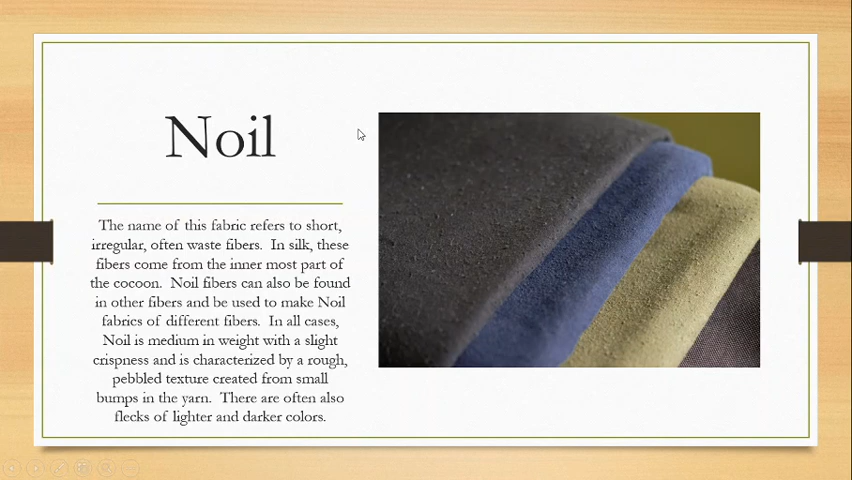 Noil
The name of this fabric refers to short,
irregular, often waste fibers.  In silk, these
fibers come from the inner most part of
the cocoon.  Noil fibers can also be found
in other fibers and be used to make Noil
fabrics of different fibers.  In all cases,
Noil is medium in weight with a slight
crispness and is characterized by a rough,
pebbled texture created from small
bumps in the yarn.  There are often also
flecks of lighter and darker colors.